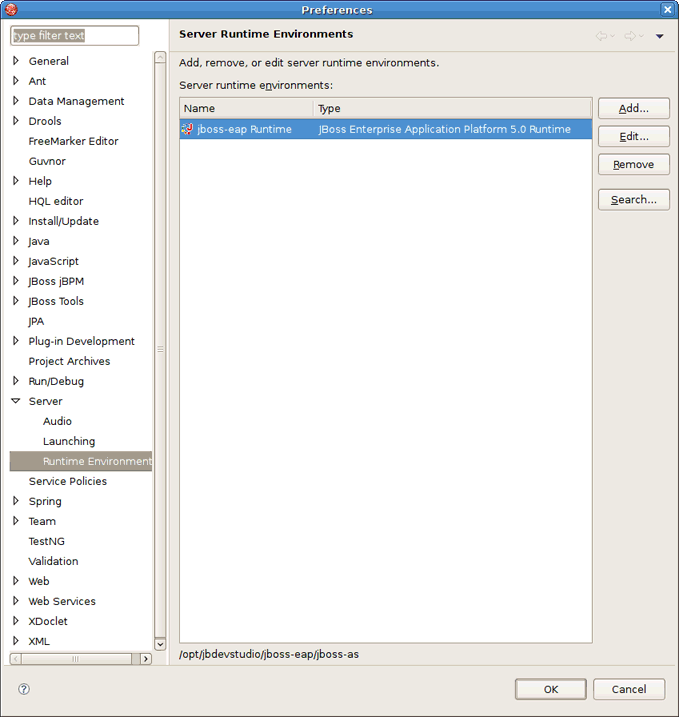 Preferences
type filter text
General
Ant
Data Management
Drools
FreeMarker Editor
Guvnor
Help
HQL editor
Install/Update
Java
JavaScript
JBoss jBPM
JBoss Tools
JPA
Plug-in Development
Project Archives
Run/Debug
Server
Audio
Launching
Runtime Environment
Service Policies
Spring
Team
TestNG
Validation
Web
Web Services
XDoclet
XML
Server Runtime Environments
Add, remove, or edit server runtime environments.
Server runtime environments:
Name Type
jboss-eap Runtime JBoss Enterprise Application Platform 5.0 Runtime
Add...
Edit...
Remove
Search...
/opt/jbdevstudio/jboss-eap/jboss-as
?
OK Cancel